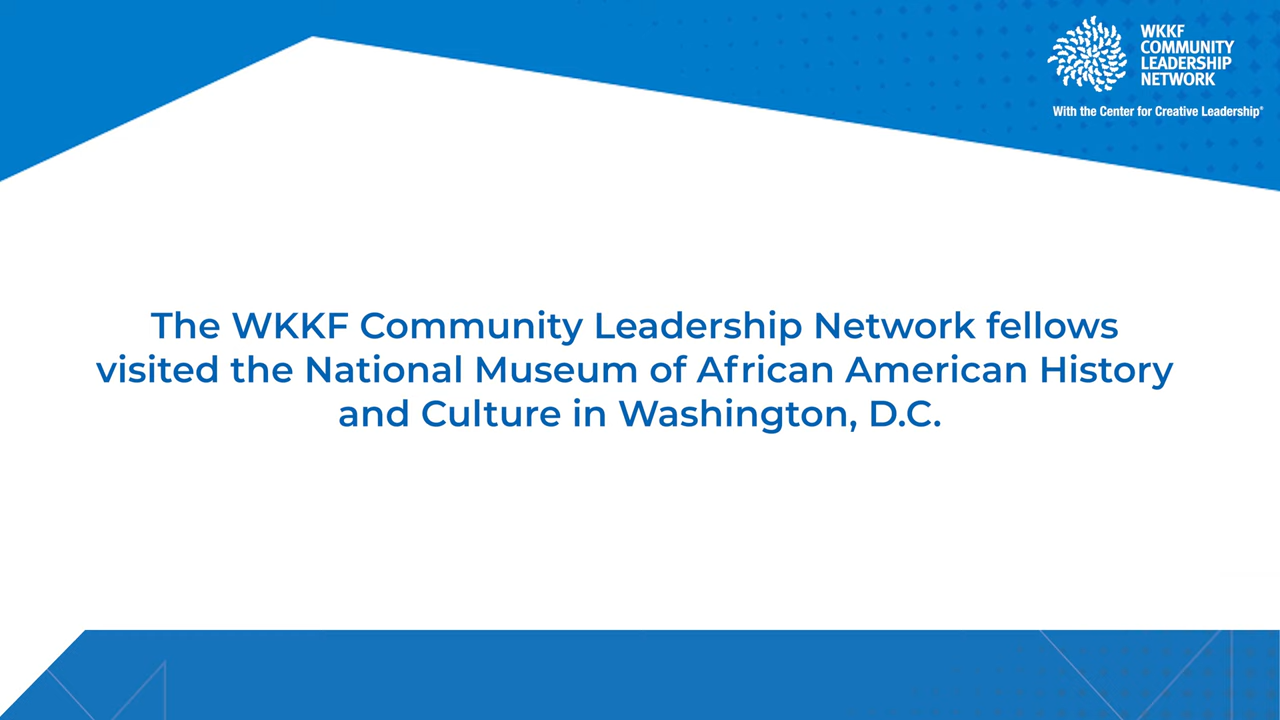 WKKF
COMMUNITY
LEADERSHIP
NETWORK
With the Center for Creative Leadership®
The WKKF Community Leadership Network fellows
visited the National Museum of African American History
and Culture in Washington, D.C.